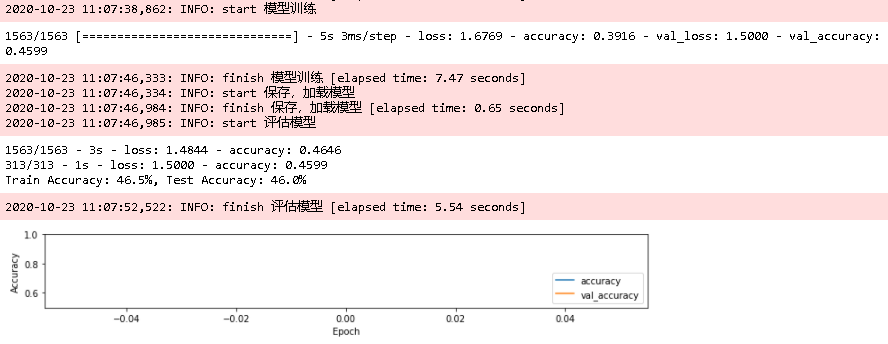 2020-10-23 11:07:38,862: INFO: start 模型训练
1563/1563 [==============================] - 5s 3ms/step - loss: 1.6769 - accuracy: 0.3916 - val_loss: 1.5000 - val_accuracy:
0.4599
2020-10-23 11:07:46,333: INFO: finish 模型训练 [elapsed time: 7.47 seconds]
2020-10-23 11:07:46,334: INFO: start 保存，加载模型
2020-10-23 11:07:46,984: INFO: finish 保存，加载模型 [elapsed time: 0.65 seconds]
2020-10-23 11:07:46,985: INFO: start 评估模型
1563/1563 - 3s - loss: 1.4844 - accuracy: 0.4646
313/313 - 1s - loss: 1.5000 - accuracy: 0.4599
Train Accuracy: 46.5%, Test Accuracy: 46.0%
2020-10-23 11:07:52,522: INFO: finish 评估模型 [elapsed time: 5.54 seconds]
1.0
0.8
0.6
Accuracy
accuracy
val_accuracy
−0.04 −0.02 0.00 0.02 0.04
Epoch